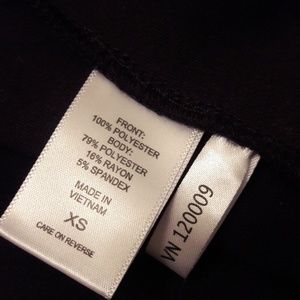 FRONT:
100% POLYESTER
BODY:
79% POLYESTER
16% RAYON
5% SPANDEX
MADE IN
VIETNAM
XS
CARE ON REVERSE
VN 120009